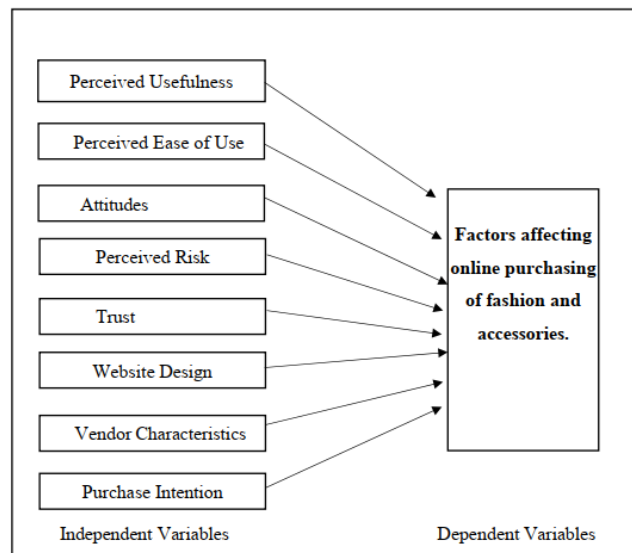 Perceived Usefulness
Perceived Ease of Use
Attitudes
Perceived Risk
Trust
Website Design
Vendor Characteristics
Purchase Intention
Factors affecting
online purchasing
of fashion and
accessories.
Independent Variables
Dependent Variables